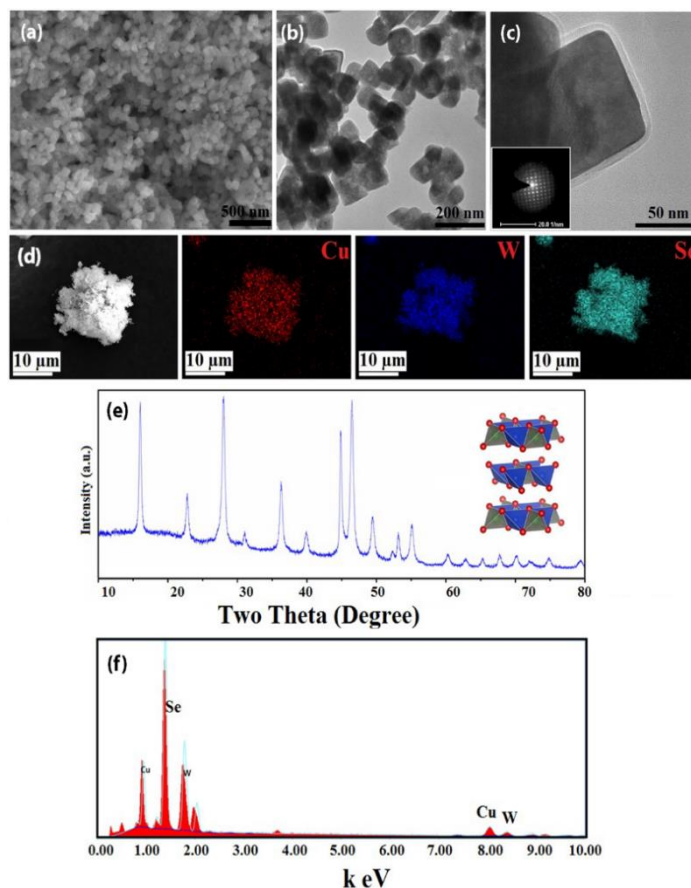 (a)
500 nm
(b)
200 nm
(c)
50 nm
(d)
10 µm
Cu
10 µm
W
10 µm
Se
10 µm
(e)
Intensity (a.u.)
10 20 30 40 50 60 70 80
Two Theta (Degree)
(f)
Se
Cu
W
Cu
W
0.00 1.00 2.00 3.00 4.00 5.00 6.00 7.00 8.00 9.00 10.00
k eV